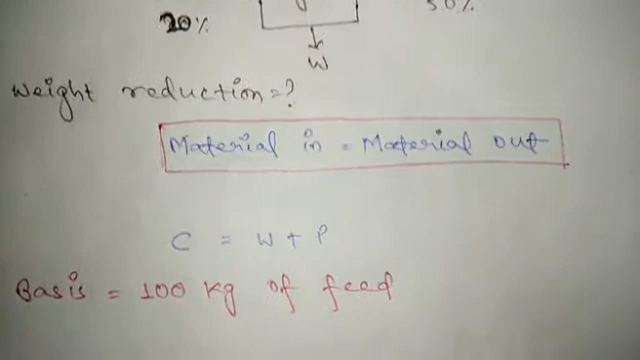 20%
50%
W
Weight reduction = ?
Material in = Material out
C = W + P
Basis = 100 kg of feed